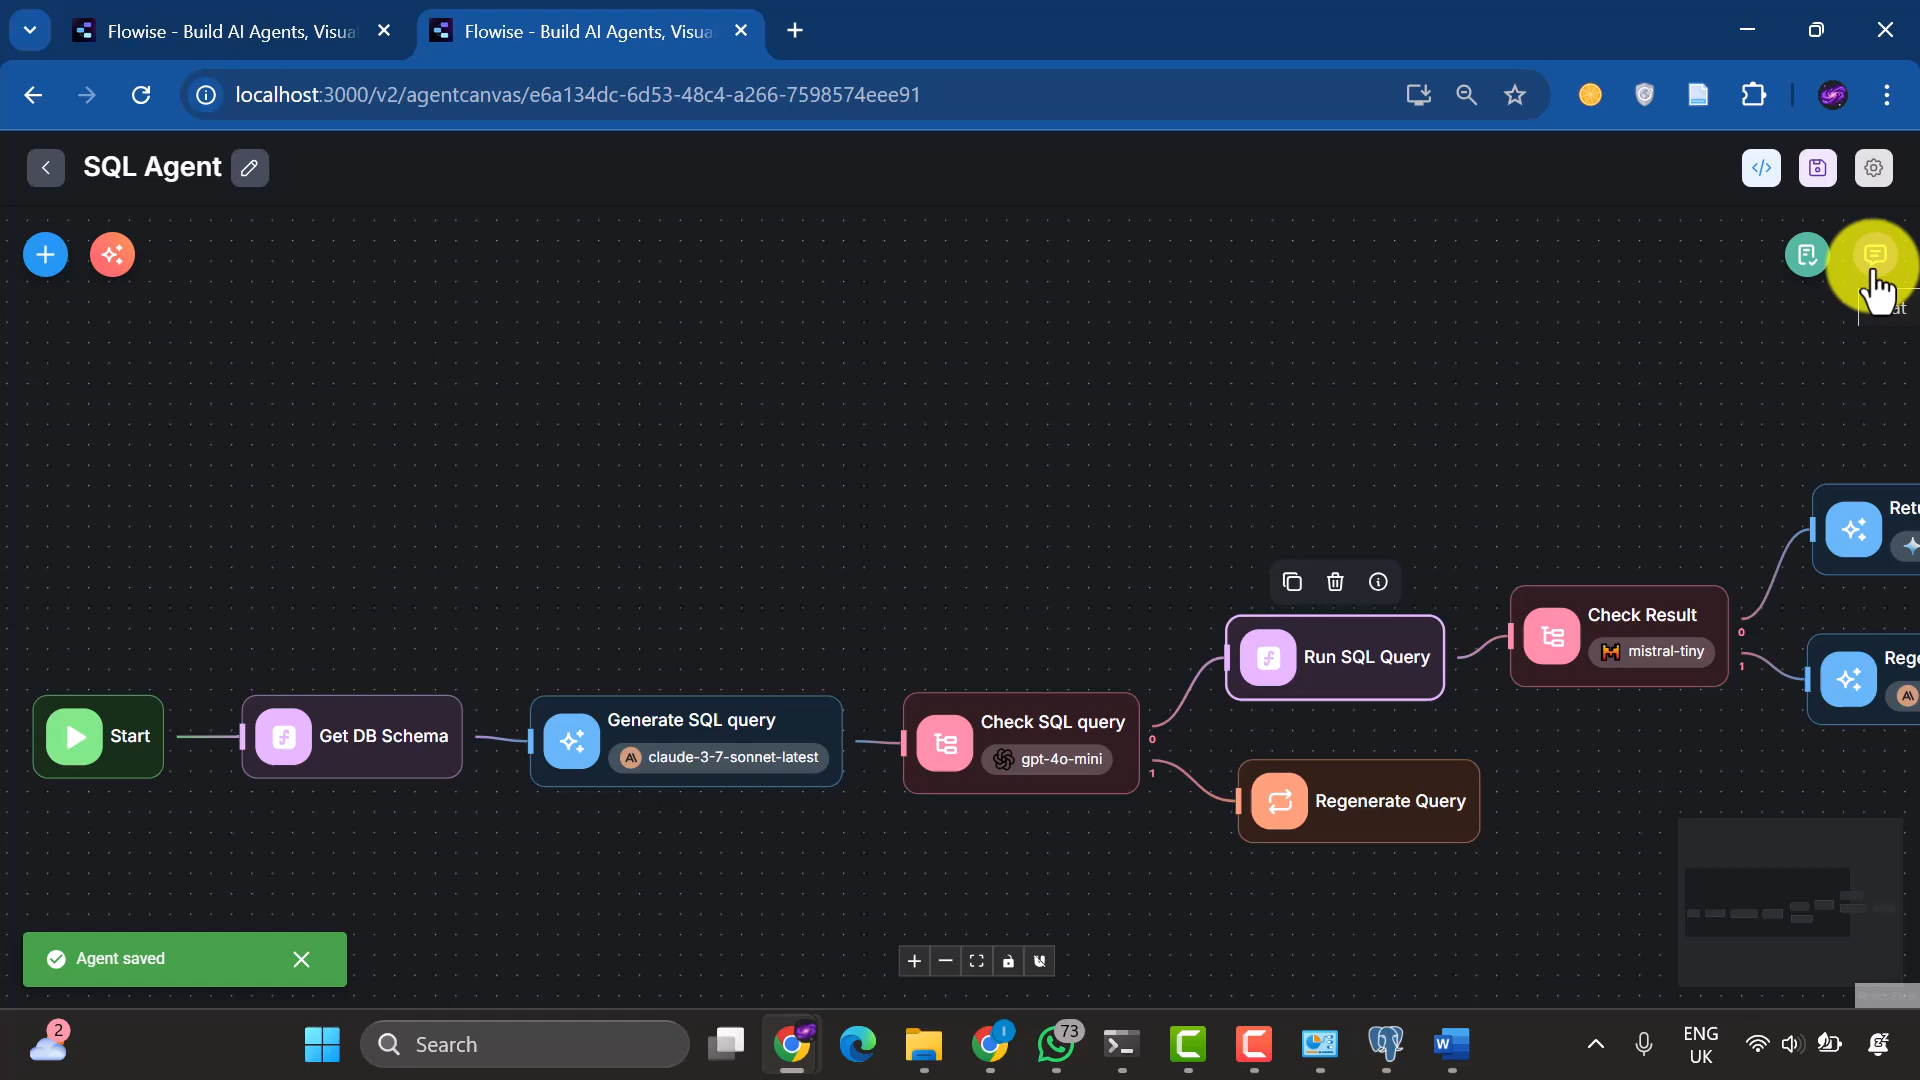 Flowise - Build AI Agents, Visua
Flowise - Build AI Agents, Visua
localhost:3000/v2/agentcanvas/e6a134dc-6d53-48c4-a266-7598574eee91
SQL Agent
at
Retu
Check Result
mistral-tiny
0
1
Run SQL Query
Rege
Start
Get DB Schema
Generate SQL query
claude-3-7-sonnet-latest
Check SQL query
gpt-4o-mini
0
1
Regenerate Query
Agent saved
2
Search
73
ENG
UK